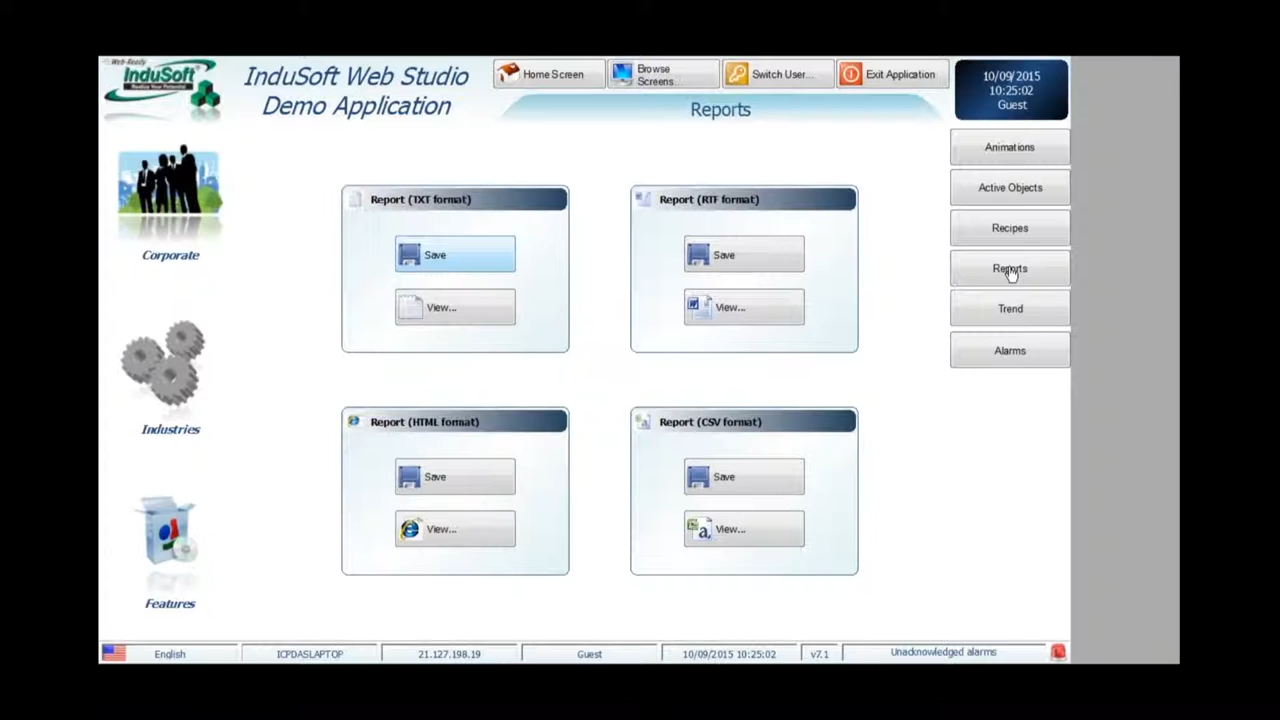 Web-Ready
InduSoft
InduSoft Web Studio
Demo Application
Home Screen
Browse
Screens...
Switch User...
Exit Application
Reports
10/09/2015
10:25:02
Guest
Animations
Active Objects
Recipes
Reports
Trend
Alarms
Corporate
Industries
Features
Report (TXT format)
Save
View...
Report (RTF format)
Save
View...
Report (HTML format)
Save
View...
Report (CSV format)
Save
View...
English
ICPDASLAPTOP
21.127.198.19
Guest
10/09/2015 10:25:02
v7.1
Unacknowledged alarms